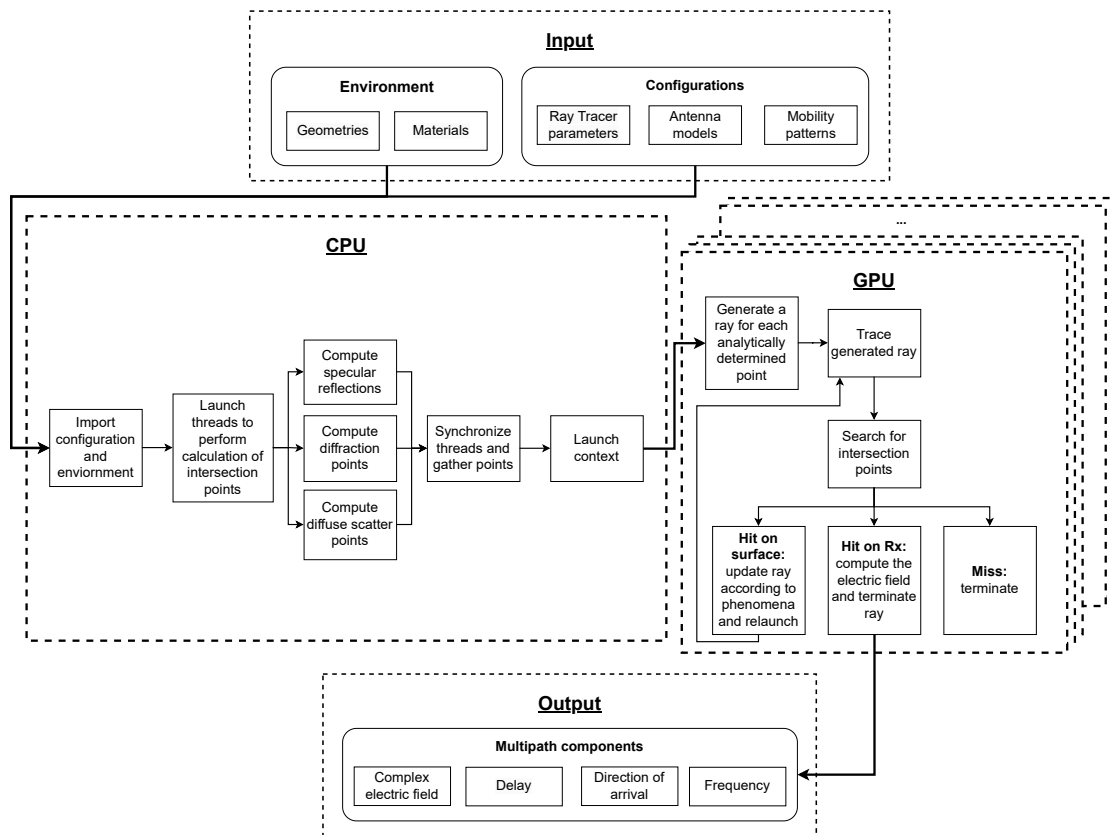 Input
Environment
Geometries
Materials
Configurations
Ray Tracer
parameters
Antenna
models
Mobility
patterns
CPU
Import
configuration
and
enviornment
Launch
threads to
perform
calculation of
intersection
points
Compute
specular
reflections
Compute
diffraction
points
Compute
diffuse scatter
points
Synchronize
threads and
gather points
Launch
context
...
GPU
Generate a
ray for each
analytically
determined
point
Trace
generated ray
Search for
intersection
points
Hit on
surface:
update ray
according to
phenomena
and relaunch
Hit on Rx:
compute the
electric field
and terminate
ray
Miss:
terminate
Output
Multipath components
Complex
electric field
Delay
Direction of
arrival
Frequency